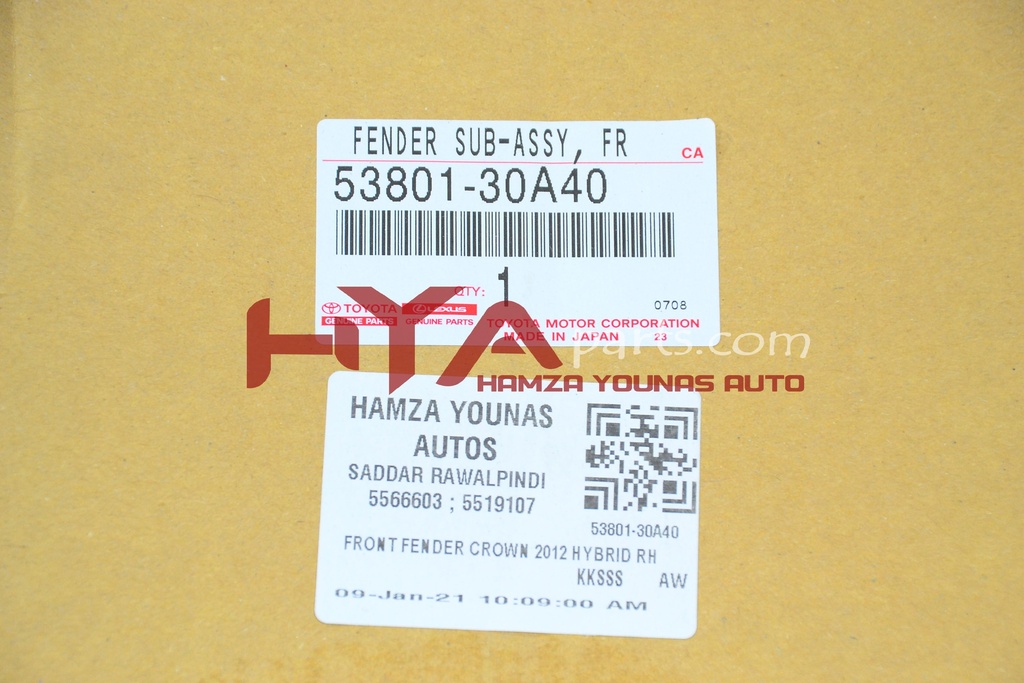 FENDER SUB-ASSY, FR
CA
53801-30A40
QTY: 1
TOYOTA LEXUS 0708
GENUINE PARTS GENUINE PARTS TOYOTA MOTOR CORPORATION
MADE IN JAPAN 23
HYA parts.com
HAMZA YOUNAS AUTO
HAMZA YOUNAS
AUTOS
SADDAR RAWALPINDI
5566603 ; 5519107
53801-30A40
FRONT FENDER CROWN 2012 HYBRID RH
KKSSS AW
09-Jan-21 10:09:00 AM